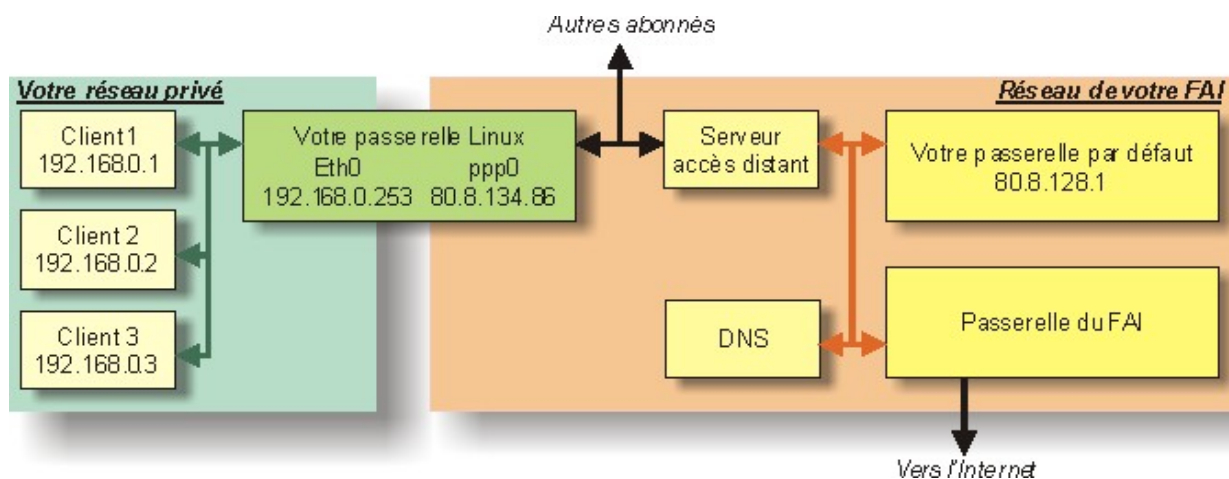 Autres abonnés
Votre réseau privé
Réseau de votre FAI
Client 1
192.168.0.1
Votre passerelle Linux
Eth0 ppp0
192.168.0.253 80.8.134.86
Serveur
accès distant
Votre passerelle par défaut
80.8.128.1
Client 2
192.168.0.2
Client 3
192.168.0.3
DNS
Passerelle du FAI
Vers l'Internet